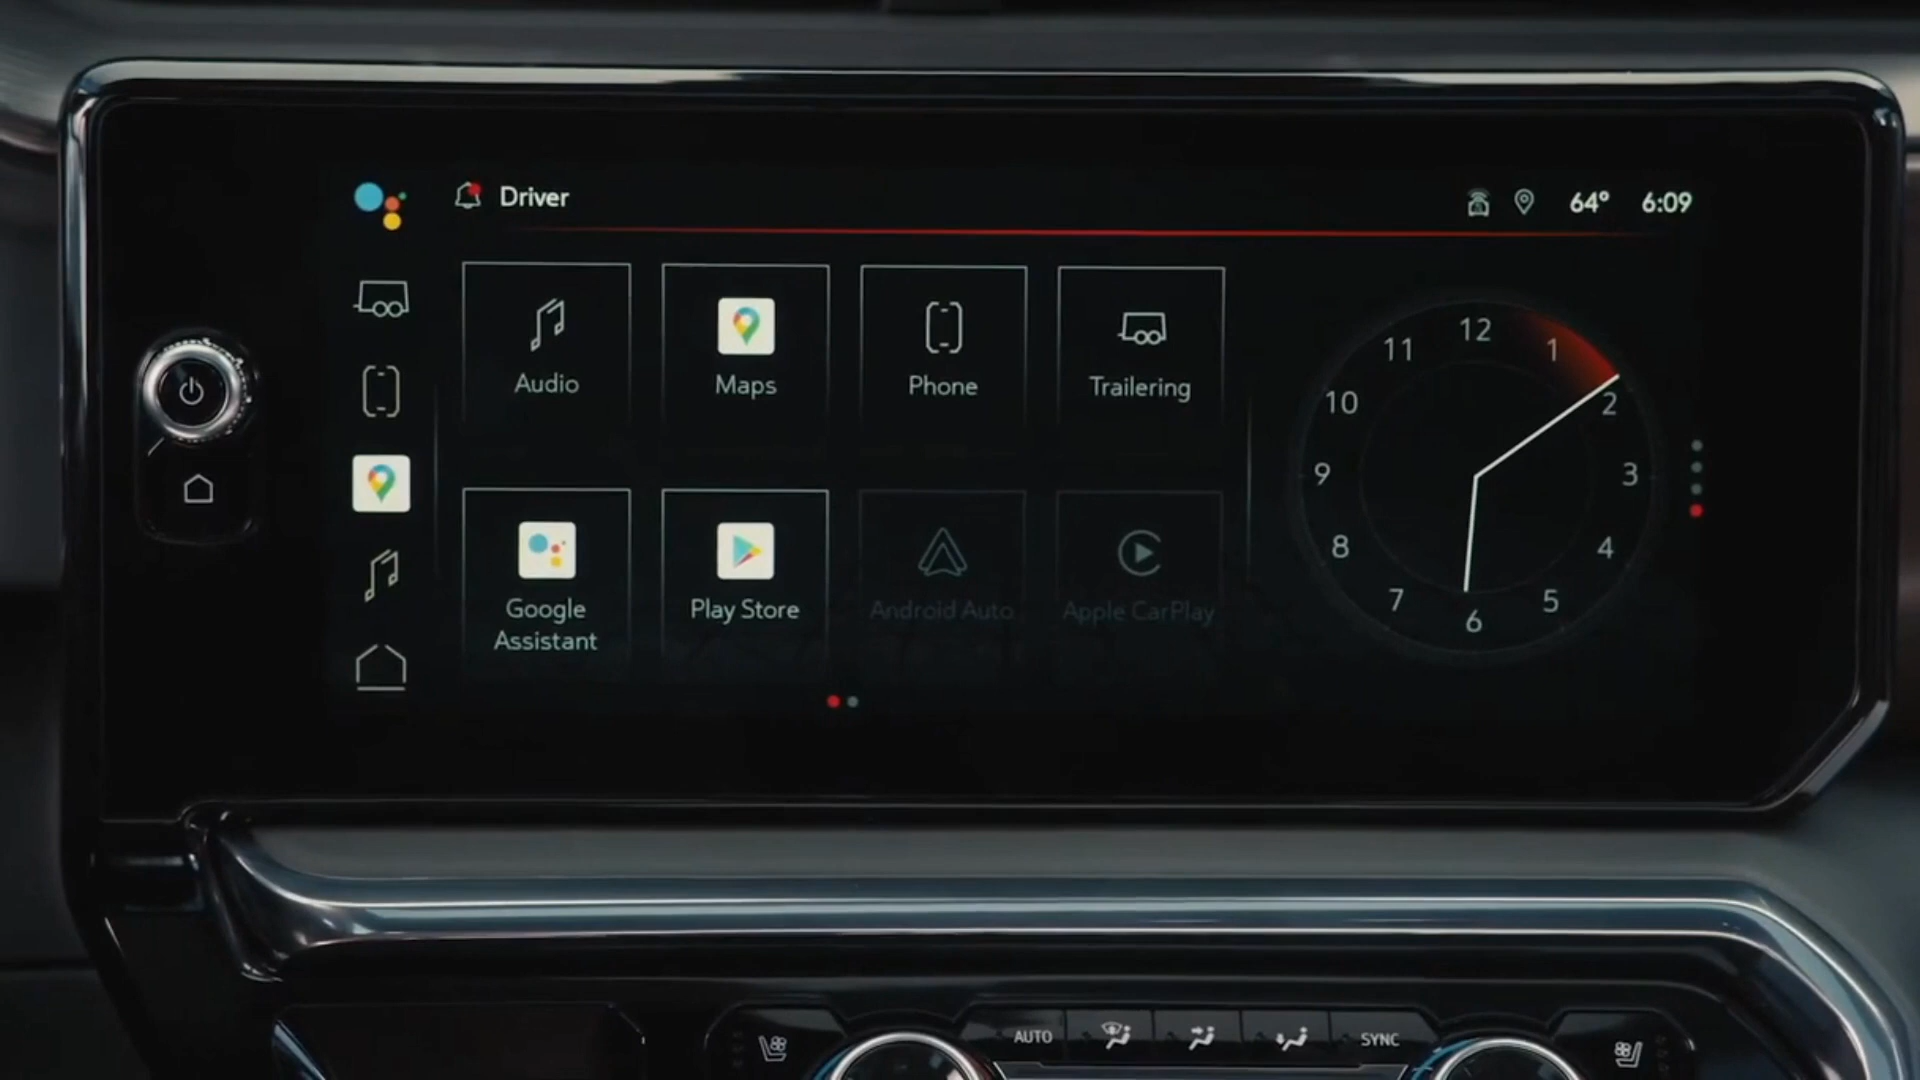 Driver
64° 6:09
Audio
Maps
Phone
Trailering
Google
Assistant
Play Store
Android Auto
Apple CarPlay
12
1
2
3
4
5
6
7
8
9
10
11
AUTO
SYNC